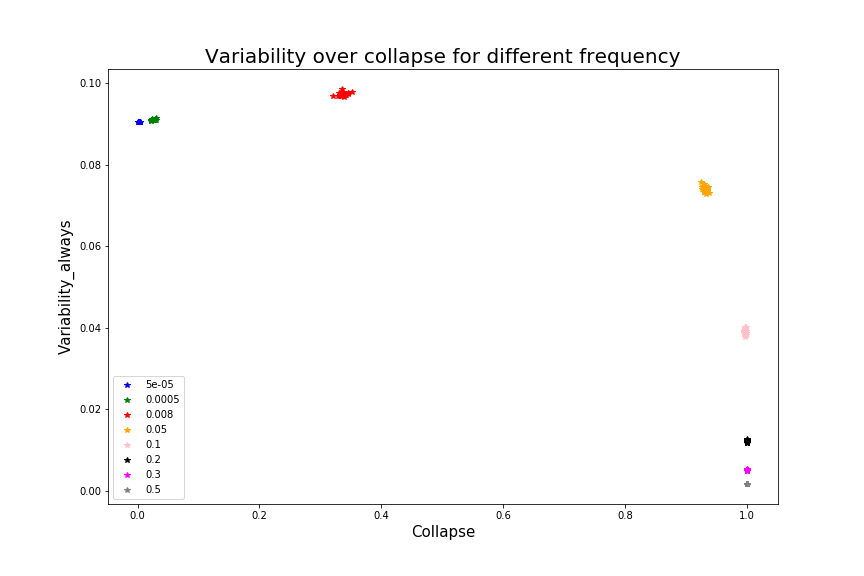 Variability over collapse for different frequency
Variability_always
0.10
0.08
0.06
0.04
0.02
0.00
5e-05
0.0005
0.008
0.05
0.1
0.2
0.3
0.5
0.0 0.2 0.4 0.6 0.8 1.0
Collapse